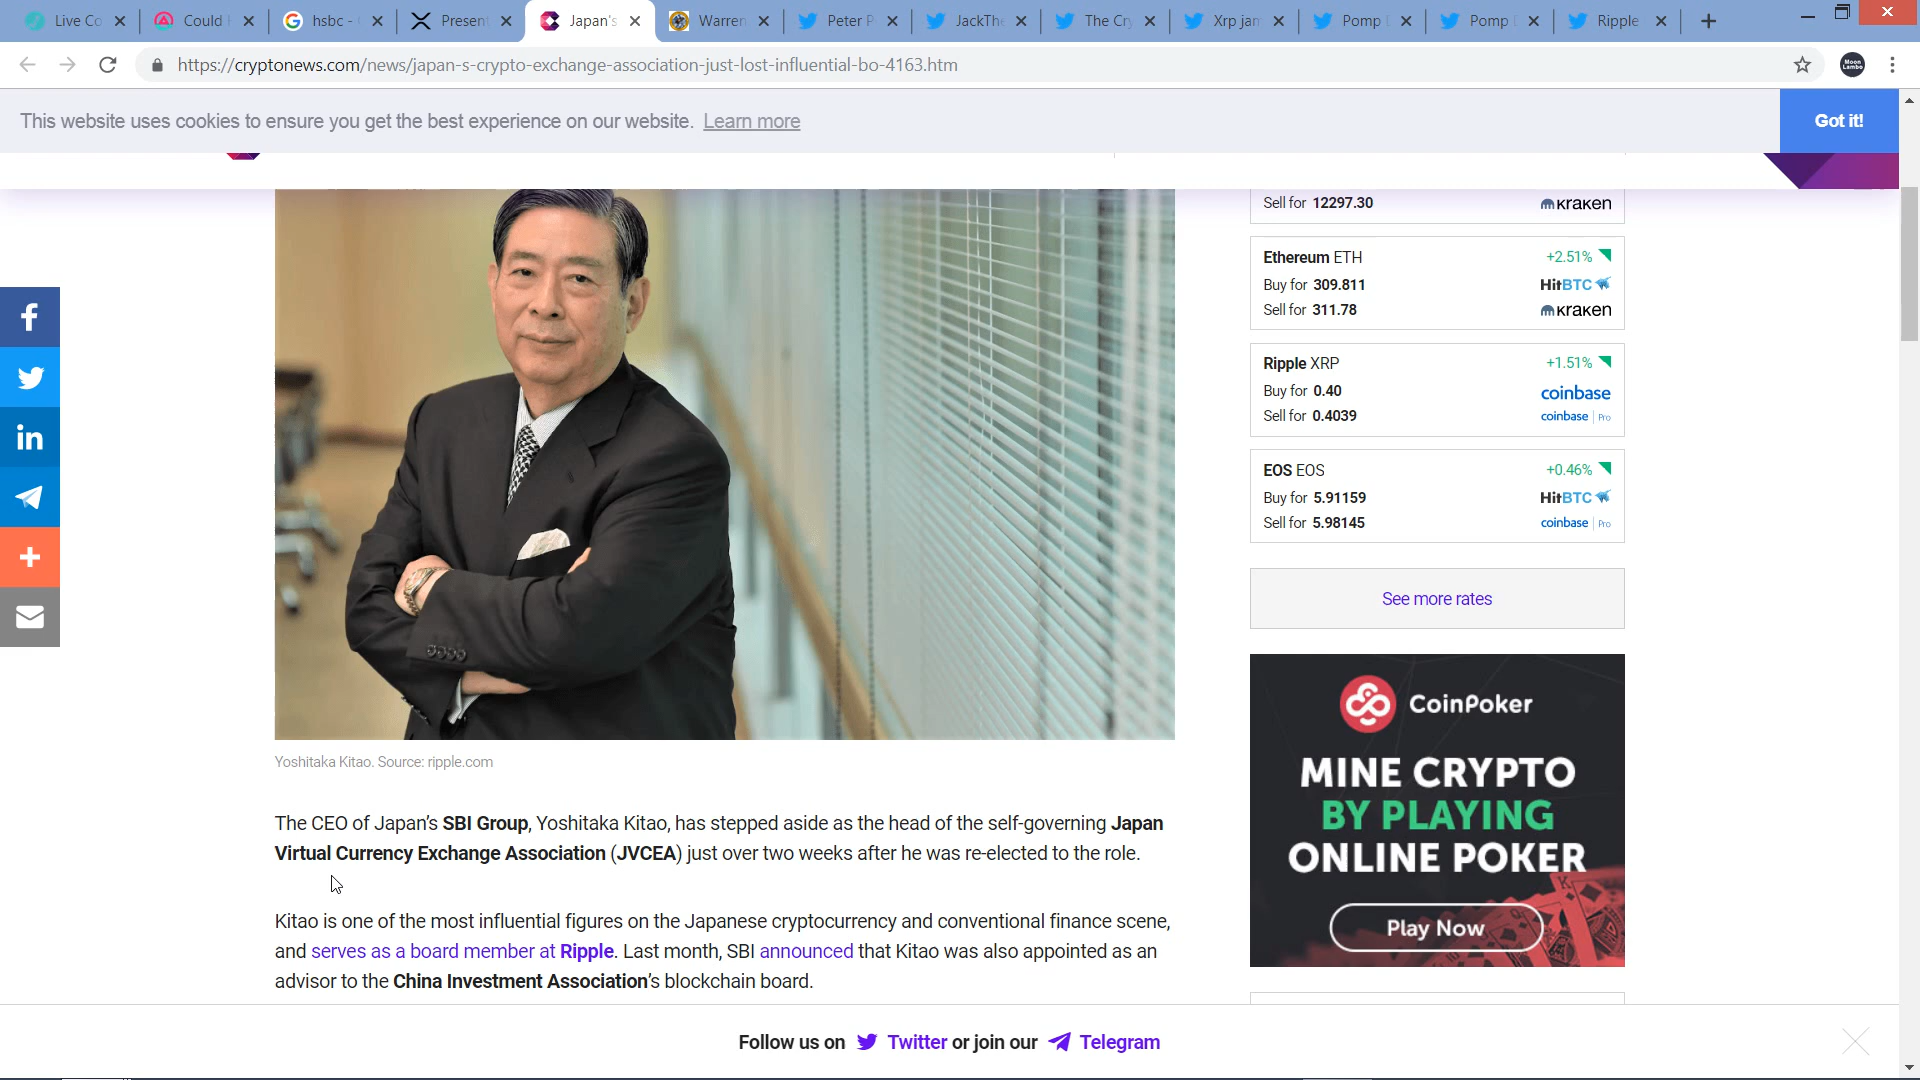 Live Co
Could
hsbc -
Present
Japan's
Warren
Peter P
JackThe
The Cry
Xrp jam
Pomp
Pomp
Ripple
https://cryptonews.com/news/japan-s-crypto-exchange-association-just-lost-influential-bo-4163.htm
Moon Lambo
This website uses cookies to ensure you get the best experience on our website. Learn more
Got it!
Sell for 12297.30 kraken
Ethereum ETH +2.51%
Buy for 309.811 HitBTC
Sell for 311.78 kraken
Ripple XRP +1.51%
Buy for 0.40 coinbase
Sell for 0.4039 coinbase | Pro
EOS EOS +0.46%
Buy for 5.91159 HitBTC
Sell for 5.98145 coinbase | Pro
See more rates
CoinPoker
MINE CRYPTO
BY PLAYING
ONLINE POKER
Play Now
Yoshitaka Kitao. Source: ripple.com
The CEO of Japan's SBI Group, Yoshitaka Kitao, has stepped aside as the head of the self-governing Japan
Virtual Currency Exchange Association (JVCEA) just over two weeks after he was re-elected to the role.
Kitao is one of the most influential figures on the Japanese cryptocurrency and conventional finance scene,
and serves as a board member at Ripple. Last month, SBI announced that Kitao was also appointed as an
advisor to the China Investment Association's blockchain board.
Follow us on Twitter or join our Telegram